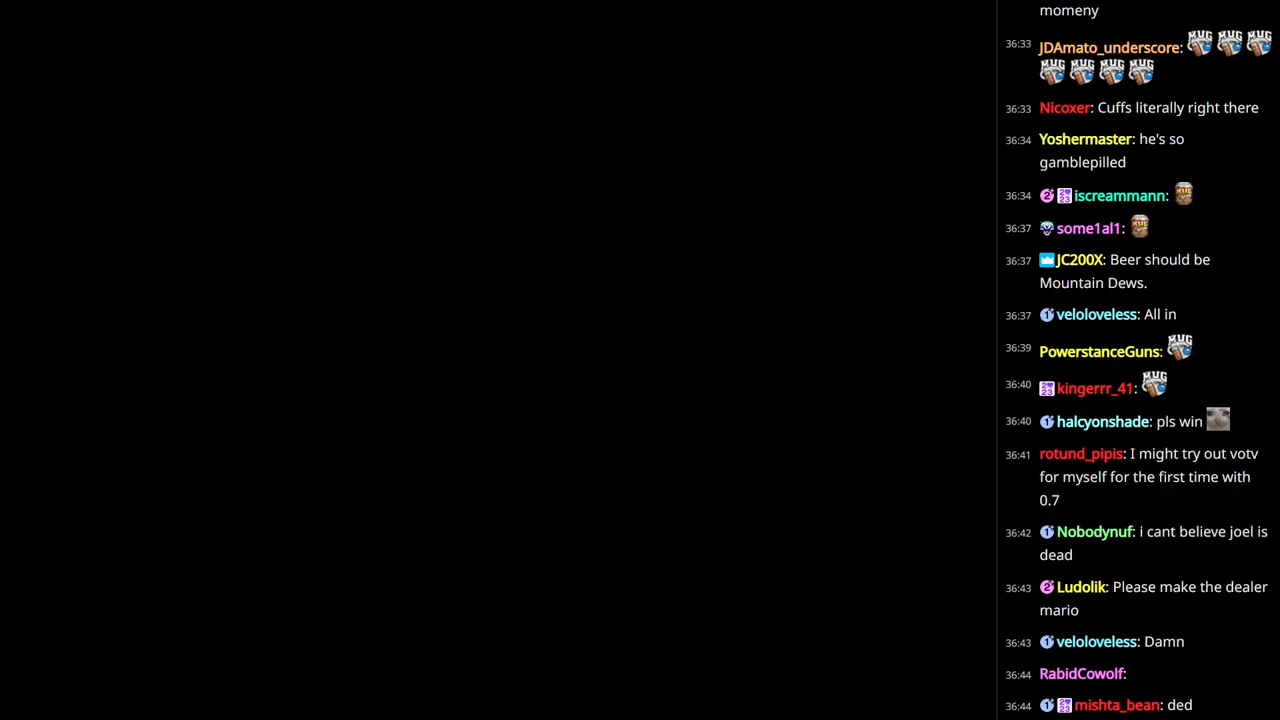 momeny
36:33 JDAmato_underscore:
36:33 Nicoxer: Cuffs literally right there
36:34 Yoshermaster: he's so
gamblepilled
36:34 iscreammann:
36:37 some1al1:
36:37 JC200X: Beer should be
Mountain Dews.
36:37 veloloveless: All in
36:39 PowerstanceGuns:
36:40 kingerrr_41:
36:40 halcyonshade: pls win
36:41 rotund_pipis: I might try out votv
for myself for the first time with
0.7
36:42 Nobodynuf: i cant believe joel is
dead
36:43 Ludolik: Please make the dealer
mario
36:43 veloloveless: Damn
36:44 RabidCowolf:
36:44 mishta_bean: ded